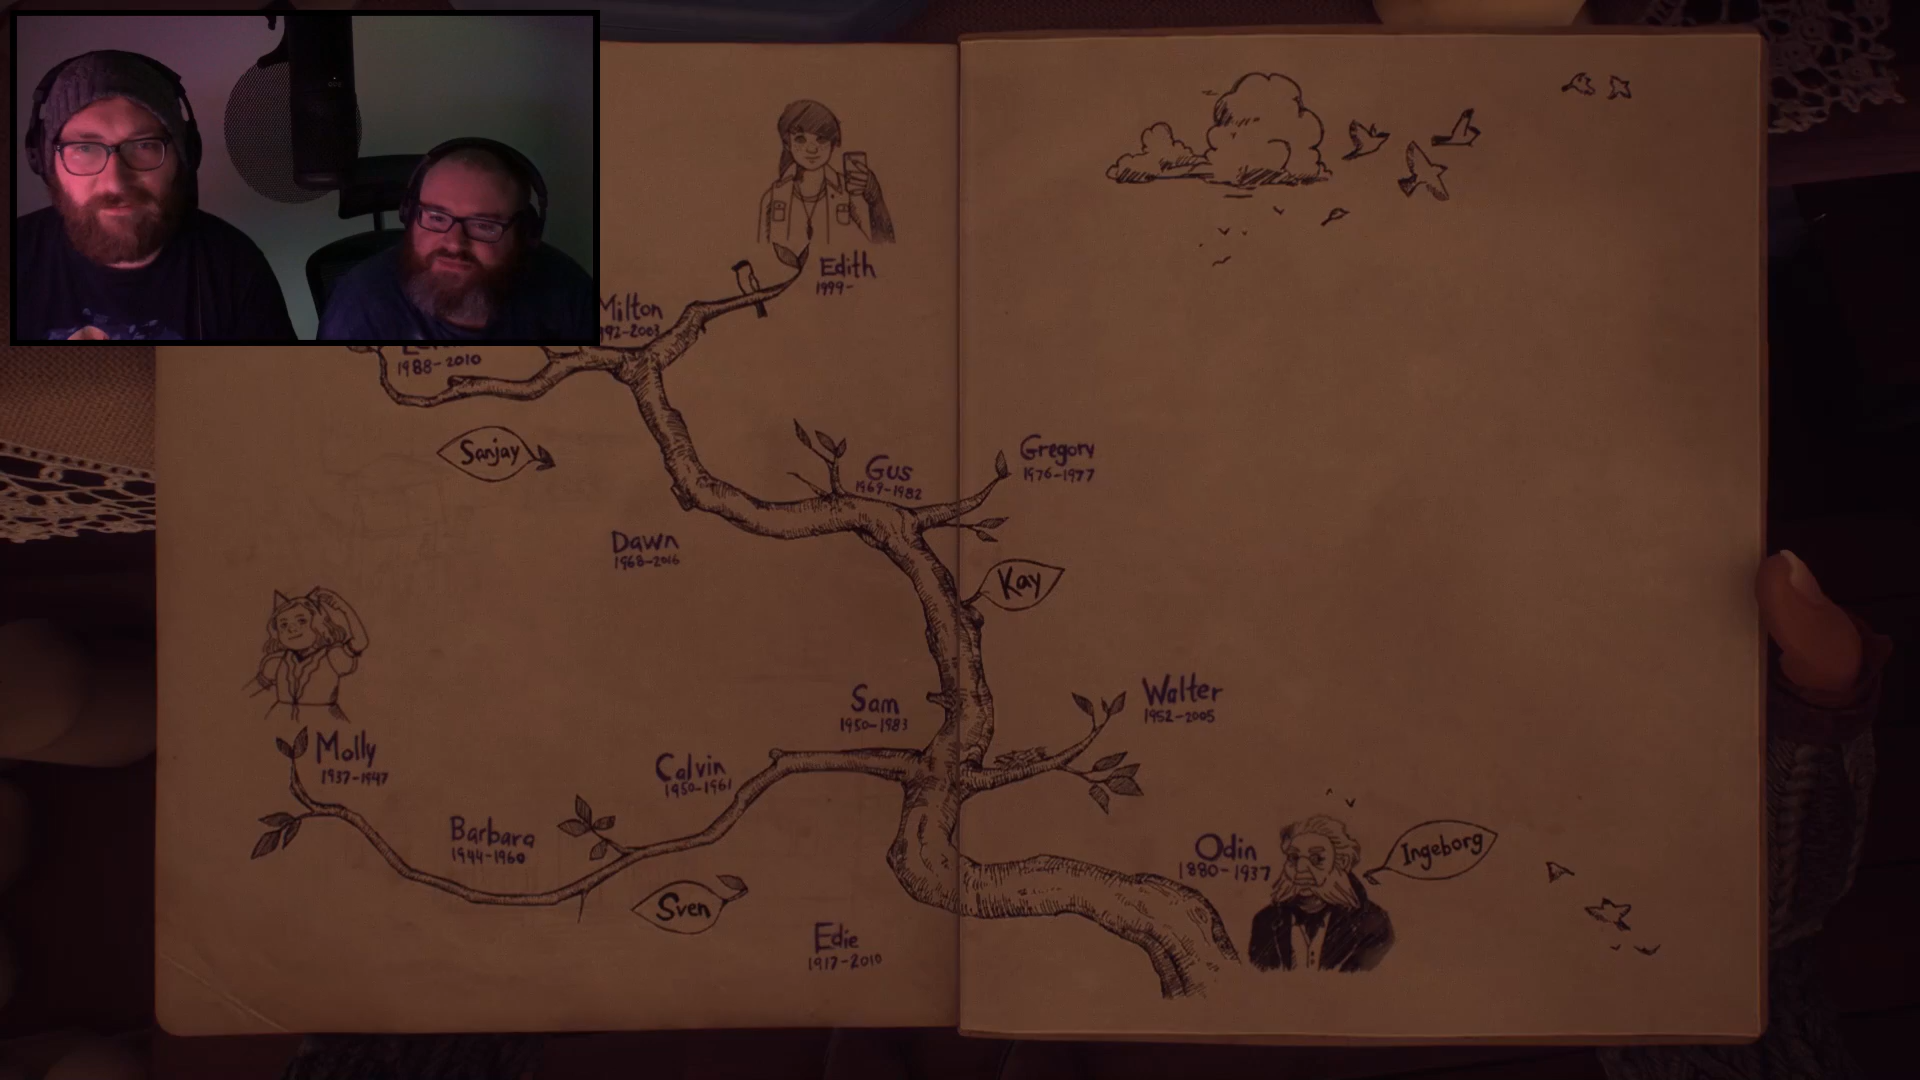 Edith
1999-
Milton
92-2003
1988-2010
Sanjay
Gus
1969-1982
Gregory
1976-1977
Dawn
1968-2016
Kay
Sam
1950-1983
Walter
1952-2005
Molly
1937-1947
Calvin
1950-1961
Barbara
1944-1960
Sven
Odin
1880-1937
Ingeborg
Edie
1917-2010